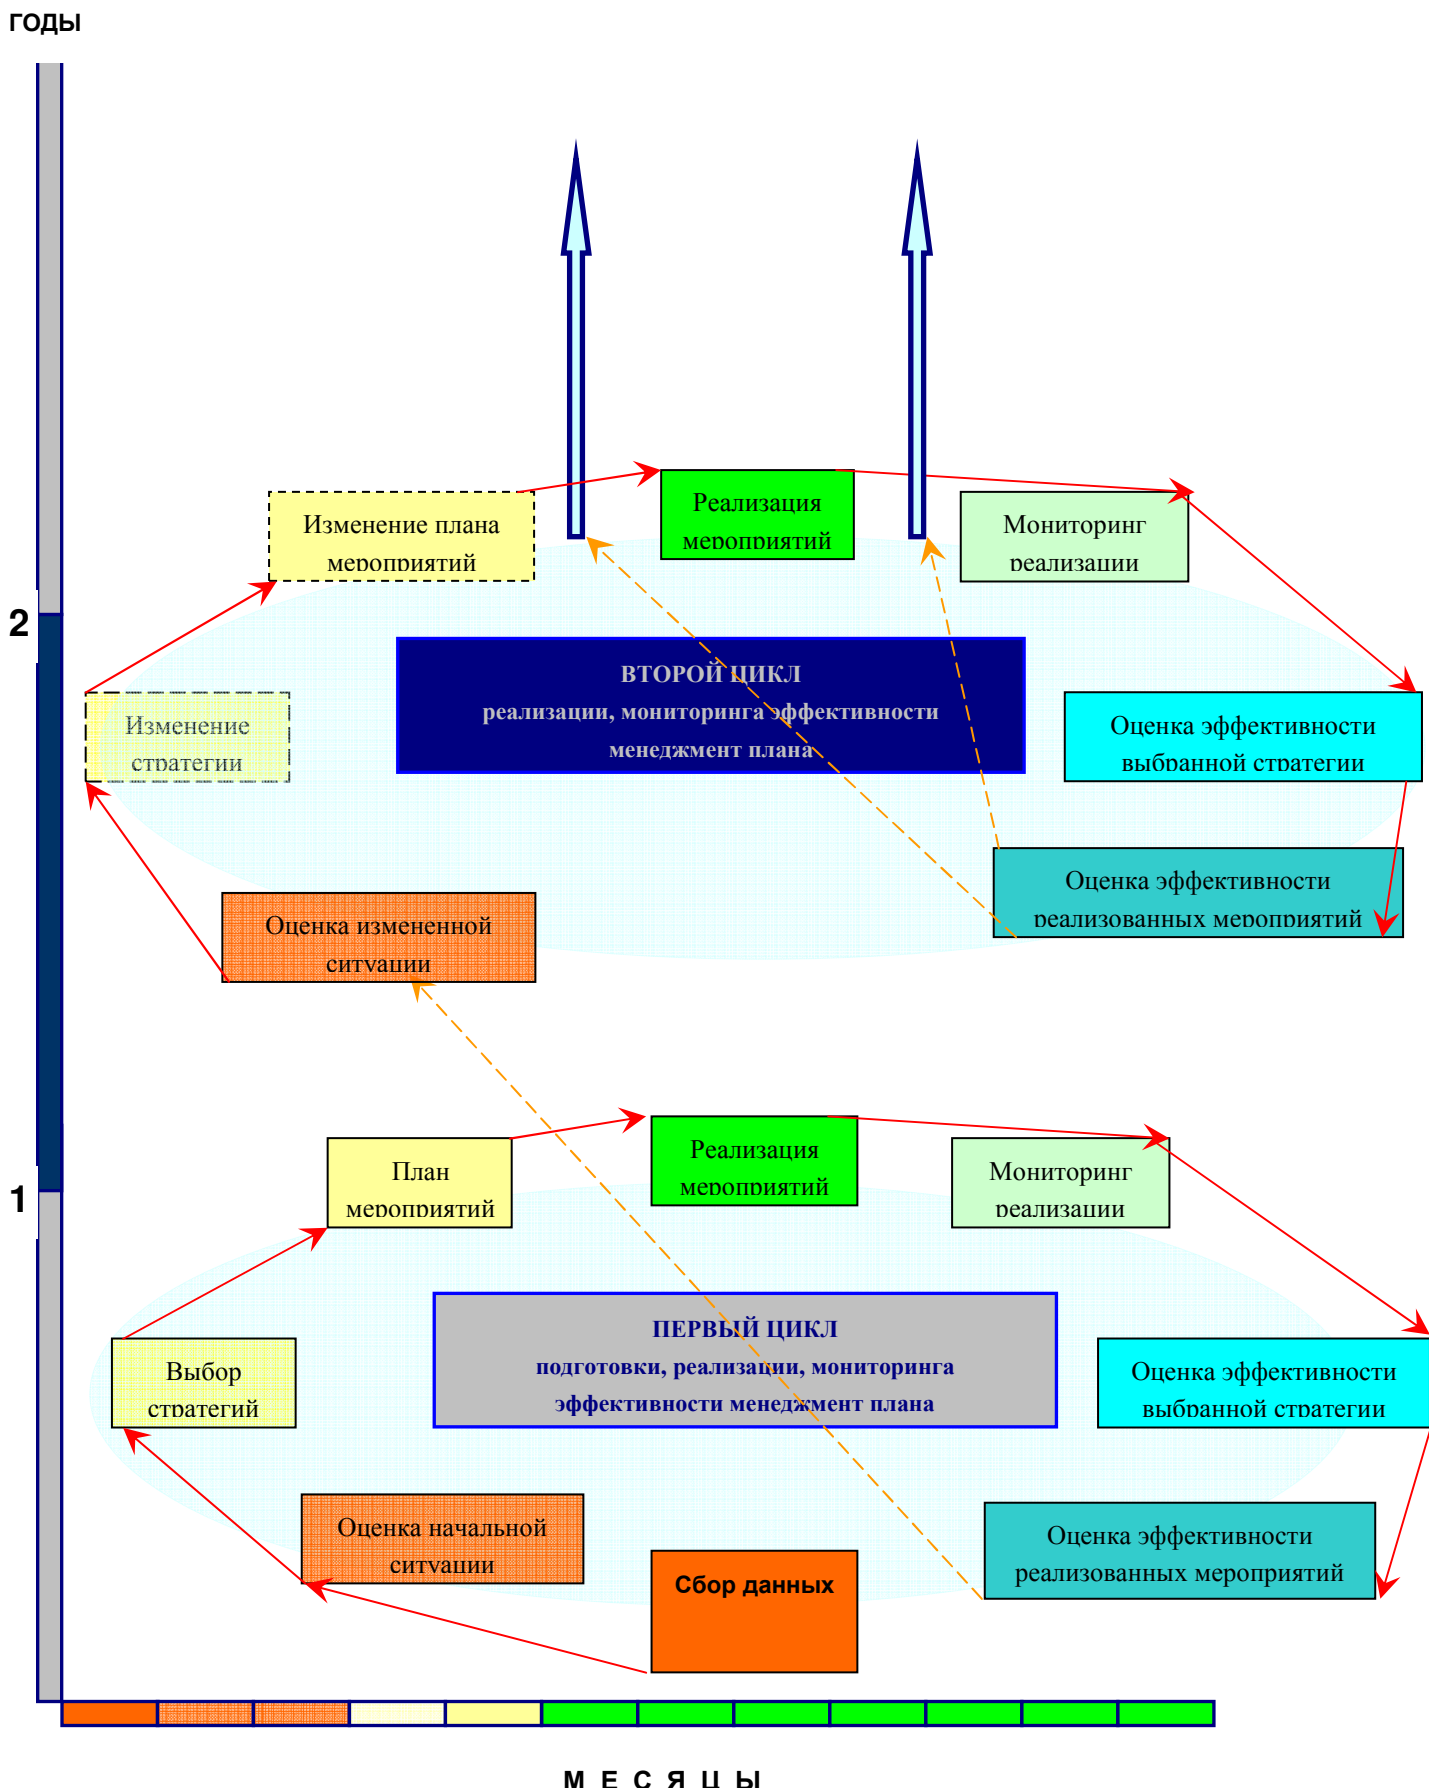 ГОДЫ
Реализация
мероприятий
Изменение плана
мероприятий
Мониторинг
реализации
2
ВТОРОЙ ЦИКЛ
реализации, мониторинга эффективности
менеджмент плана
Изменение
стратегии
Оценка эффективности
выбранной стратегии
Оценка эффективности
реализованных мероприятий
Оценка измененной
ситуации
Реализация
мероприятий
План
мероприятий
Мониторинг
реализации
1
ПЕРВЫЙ ЦИКЛ
подготовки, реализации, мониторинга
эффективности менеджмент плана
Выбор
стратегий
Оценка эффективности
выбранной стратегии
Оценка начальной
ситуации
Оценка эффективности
реализованных мероприятий
Сбор данных
М Е С Я Ц Ы